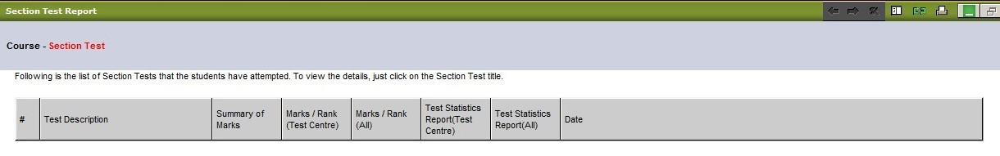 Section Test Report
Course - Section Test
Following is the list of Section Tests that the students have attempted. To view the details, just click on the Section Test title.
# Test Description Summary of Marks Marks / Rank (Test Centre) Marks / Rank (All) Test Statistics Report(Test Centre) Test Statistics Report(All) Date